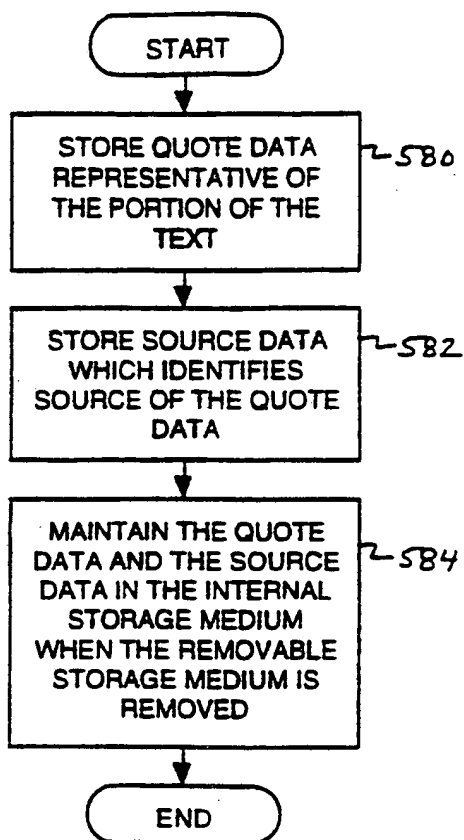 START
STORE QUOTE DATA
REPRESENTATIVE OF
THE PORTION OF THE
TEXT
580
STORE SOURCE DATA
WHICH IDENTIFIES
SOURCE OF THE QUOTE
DATA
582
MAINTAIN THE QUOTE
DATA AND THE SOURCE
DATA IN THE INTERNAL
STORAGE MEDIUM
WHEN THE REMOVABLE
STORAGE MEDIUM IS
REMOVED
584
END